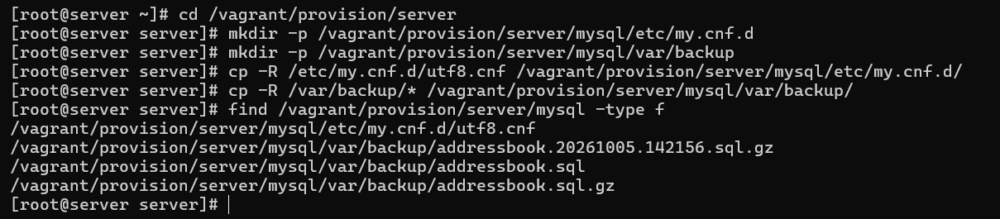 [root@server ~]# cd /vagrant/provision/server
[root@server server]# mkdir -p /vagrant/provision/server/mysql/etc/my.cnf.d
[root@server server]# mkdir -p /vagrant/provision/server/mysql/var/backup
[root@server server]# cp -R /etc/my.cnf.d/utf8.cnf /vagrant/provision/server/mysql/etc/my.cnf.d/
[root@server server]# cp -R /var/backup/* /vagrant/provision/server/mysql/var/backup/
[root@server server]# find /vagrant/provision/server/mysql -type f
/vagrant/provision/server/mysql/etc/my.cnf.d/utf8.cnf
/vagrant/provision/server/mysql/var/backup/addressbook.20261005.142156.sql.gz
/vagrant/provision/server/mysql/var/backup/addressbook.sql
/vagrant/provision/server/mysql/var/backup/addressbook.sql.gz
[root@server server]#